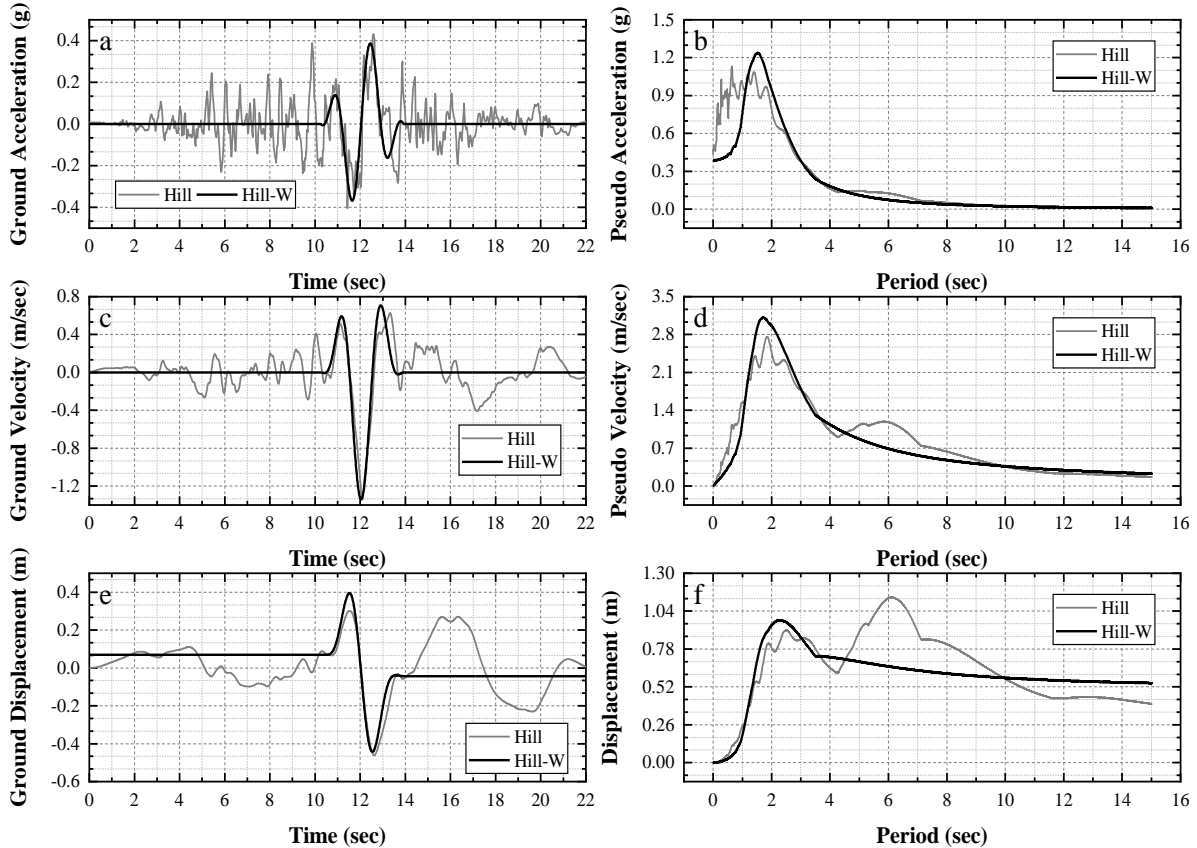 Ground Acceleration (g)
0.4
0.2
0.0
-0.2
-0.4
a
Hill
Hill-W
0 2 4 6 8 10 12 14 16 18 20 22
Time (sec)
Pseudo Acceleration (g)
1.5
1.2
0.9
0.6
0.3
0.0
b
Hill
Hill-W
0 2 4 6 8 10 12 14 15 16
Period (sec)
Ground Velocity (m/sec)
0.8
0.4
0.0
-0.4
-0.8
-1.2
c
Hill
Hill-W
0 2 4 6 8 10 12 14 16 18 20 22
Time (sec)
Pseudo Velocity (m/sec)
3.5
2.8
2.1
1.4
0.7
0.0
d
Hill
Hill-W
0 2 4 6 8 10 12 14 15 16
Period (sec)
Ground Displacement (m)
0.4
0.2
0.0
-0.2
-0.4
-0.6
e
Hill
Hill-W
0 2 4 6 8 10 12 14 16 18 20 22
Time (sec)
Displacement (m)
1.30
1.04
0.78
0.52
0.26
0.00
f
Hill
Hill-W
0 2 4 6 8 10 12 14 15 16
Period (sec)